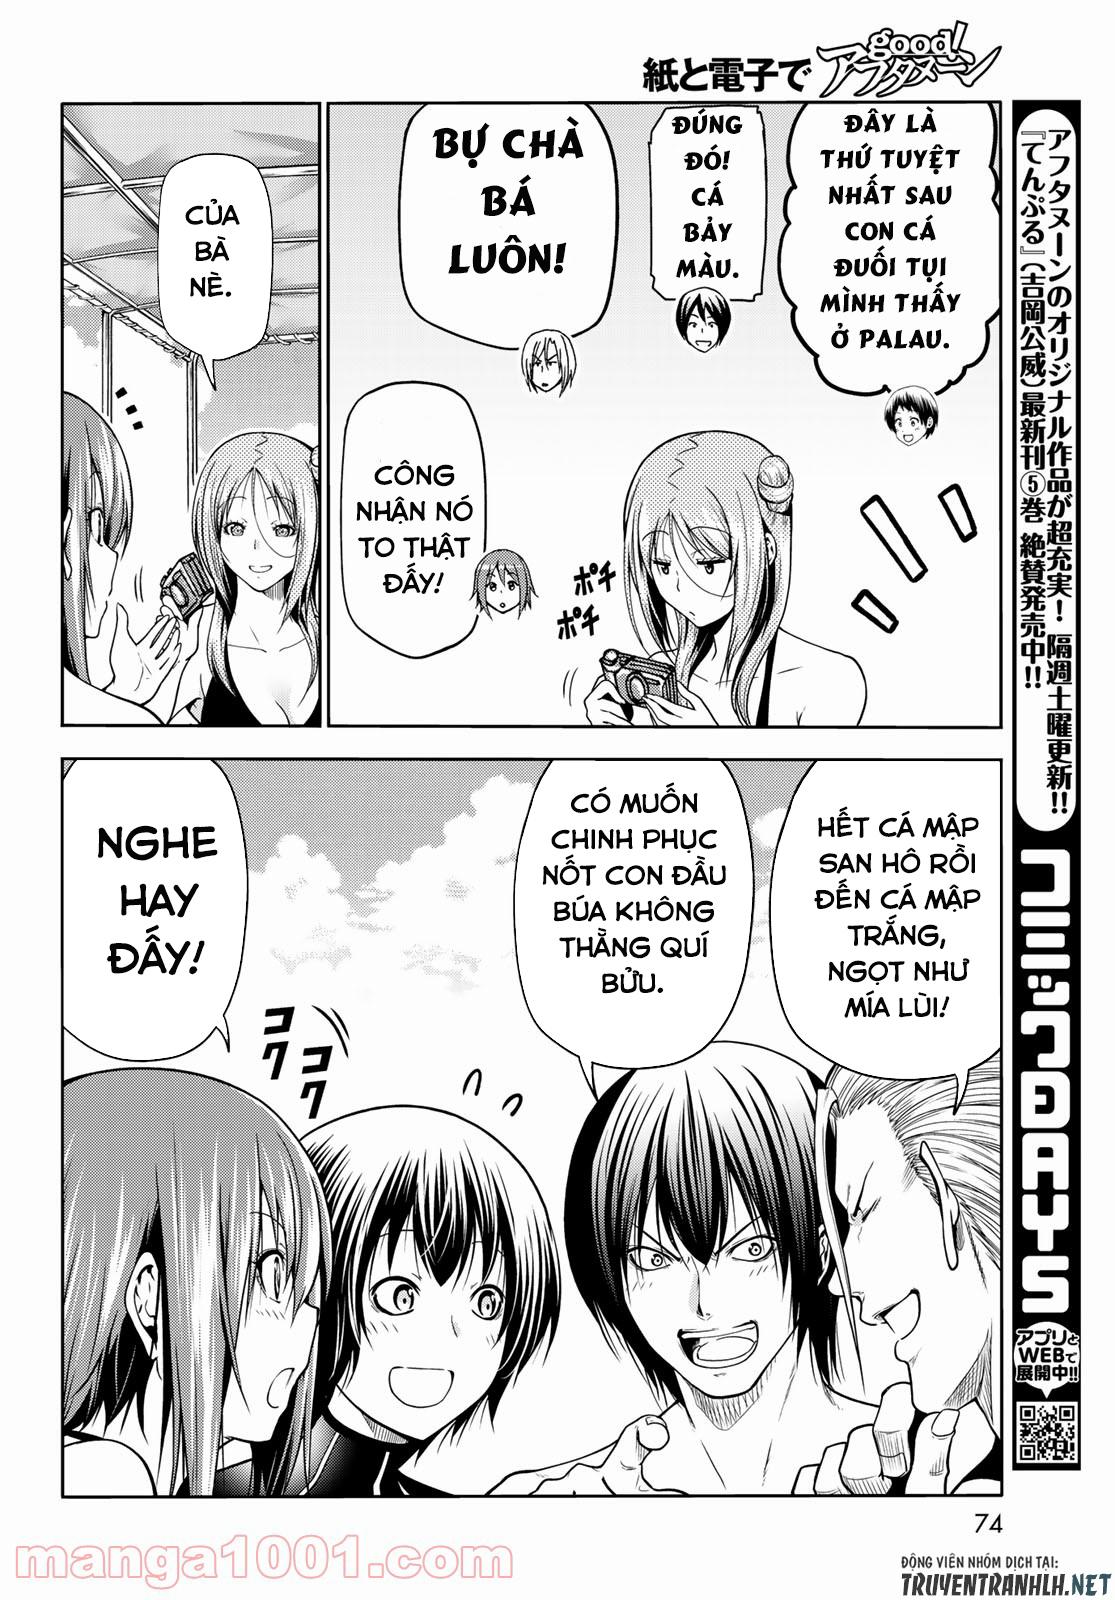 紙と電子で
good!
アフタヌーン
ĐÂY LÀ
THỨ TUYỆT
NHẤT SAU
CON CÁ
ĐUỐI TỤI
MÌNH THẤY
Ở PALAU.
ĐÚNG
ĐÓ!
CÁ
BẢY
MÀU.
BỰ CHÀ
BÁ
LUÔN!
CÔNG
NHẬN NÓ
TO THẬT
ĐẤY!
ポチ
ポチ
CỦA
BÀ
NÈ.
HẾT CÁ MẬP
SAN HÔ RỒI
ĐẾN CÁ MẬP
TRẮNG,
NGỌT NHƯ
MÍA LÙI!
CÓ MUỐN
CHINH PHỤC
NỐT CON ĐẦU
BÚA KHÔNG
THẰNG QUÍ
BỬU.
NGHE
HAY
ĐẤY!
コク
コク
アフタヌーンのオリジナル作品が超充実！ 隔週土曜更新!!
『てんぷる』(吉岡公威)最新刊⑤巻 絶賛発売中!!
コミックDAYS
アプリと
WEBで
展開中!!
74
manga1001.com
ĐỘNG VIÊN NHÓM DỊCH TẠI:
TRUYENTRANHLH.NET